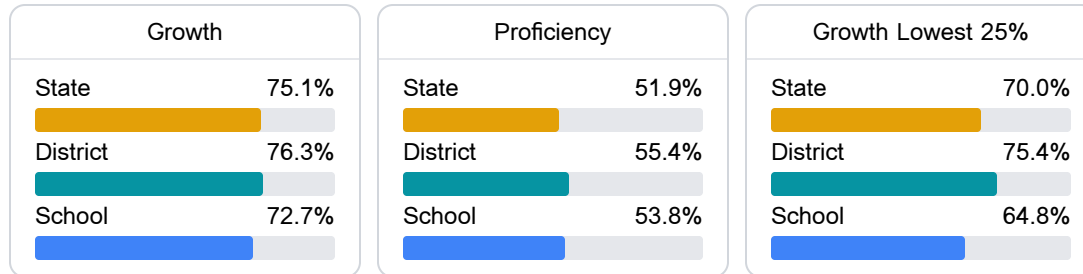 Growth
State 75.1%
District 76.3%
School 72.7%
Proficiency
State 51.9%
District 55.4%
School 53.8%
Growth Lowest 25%
State 70.0%
District 75.4%
School 64.8%